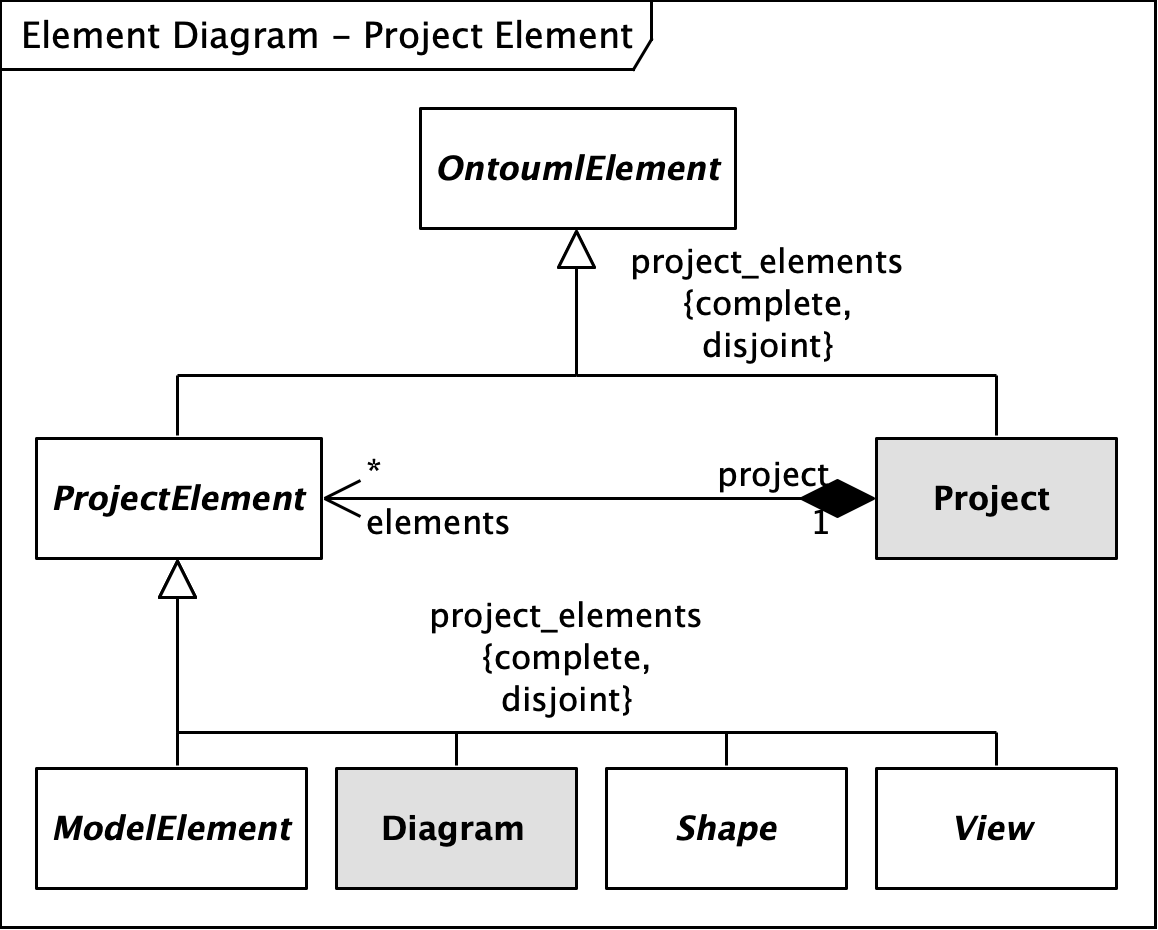 Element Diagram – Project Element
OntoumlElement
project_elements
{complete,
disjoint}
*
project
ProjectElement
Project
elements
1
project_elements
{complete,
disjoint}
ModelElement
Diagram
Shape
View